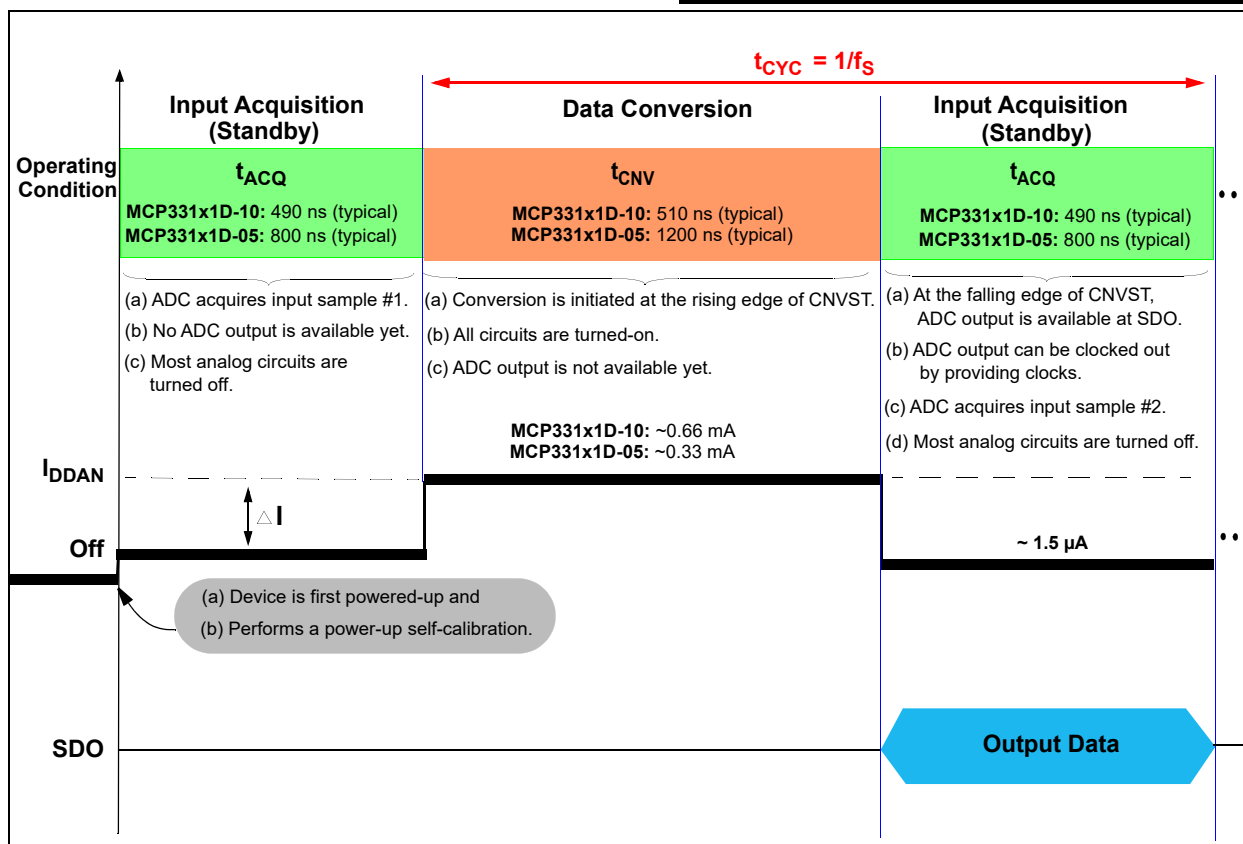 tCYC = 1/fS
Input Acquisition
(Standby)
Data Conversion
Input Acquisition
(Standby)
Operating
Condition
tACQ
MCP331x1D-10: 490 ns (typical)
MCP331x1D-05: 800 ns (typical)
tCNV
MCP331x1D-10: 510 ns (typical)
MCP331x1D-05: 1200 ns (typical)
tACQ
MCP331x1D-10: 490 ns (typical)
MCP331x1D-05: 800 ns (typical)
(a) ADC acquires input sample #1.
(b) No ADC output is available yet.
(c) Most analog circuits are
turned off.
(a) Conversion is initiated at the rising edge of CNVST.
(b) All circuits are turned-on.
(c) ADC output is not available yet.
(a) At the falling edge of CNVST,
ADC output is available at SDO.
(b) ADC output can be clocked out
by providing clocks.
(c) ADC acquires input sample #2.
(d) Most analog circuits are turned off.
MCP331x1D-10: ~0.66 mA
MCP331x1D-05: ~0.33 mA
IDDAN
△ I
Off
~ 1.5 µA
(a) Device is first powered-up and
(b) Performs a power-up self-calibration.
SDO
Output Data